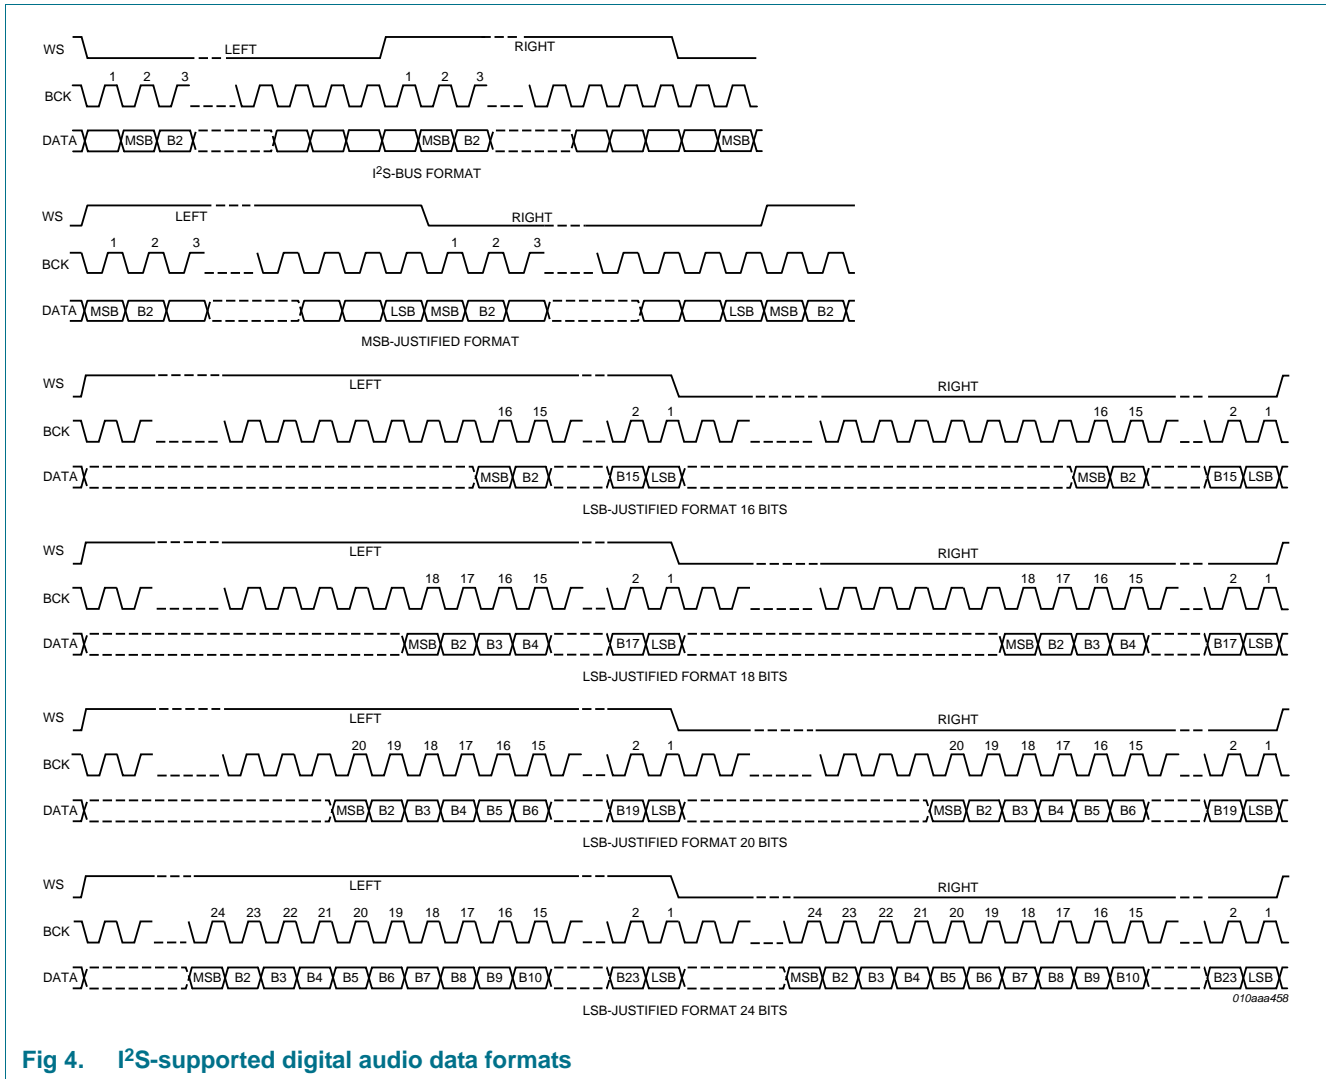 WS LEFT RIGHT
1 2 3 1 2 3
BCK
DATA MSB B2 MSB B2 MSB
I2S-BUS FORMAT
WS LEFT RIGHT
1 2 3 1 2 3
BCK
DATA MSB B2 LSB MSB B2 LSB MSB B2
MSB-JUSTIFIED FORMAT
WS LEFT RIGHT
16 15 2 1 16 15 2 1
BCK
DATA MSB B2 B15 LSB MSB B2 B15 LSB
LSB-JUSTIFIED FORMAT 16 BITS
WS LEFT RIGHT
18 17 16 15 2 1 18 17 16 15 2 1
BCK
DATA MSB B2 B3 B4 B17 LSB MSB B2 B3 B4 B17 LSB
LSB-JUSTIFIED FORMAT 18 BITS
WS LEFT RIGHT
20 19 18 17 16 15 2 1 20 19 18 17 16 15 2 1
BCK
DATA MSB B2 B3 B4 B5 B6 B19 LSB MSB B2 B3 B4 B5 B6 B19 LSB
LSB-JUSTIFIED FORMAT 20 BITS
WS LEFT RIGHT
24 23 22 21 20 19 18 17 16 15 2 1 24 23 22 21 20 19 18 17 16 15 2 1
BCK
DATA MSB B2 B3 B4 B5 B6 B7 B8 B9 B10 B23 LSB MSB B2 B3 B4 B5 B6 B7 B8 B9 B10 B23 LSB
010aaa458
LSB-JUSTIFIED FORMAT 24 BITS
Fig 4. I2S-supported digital audio data formats